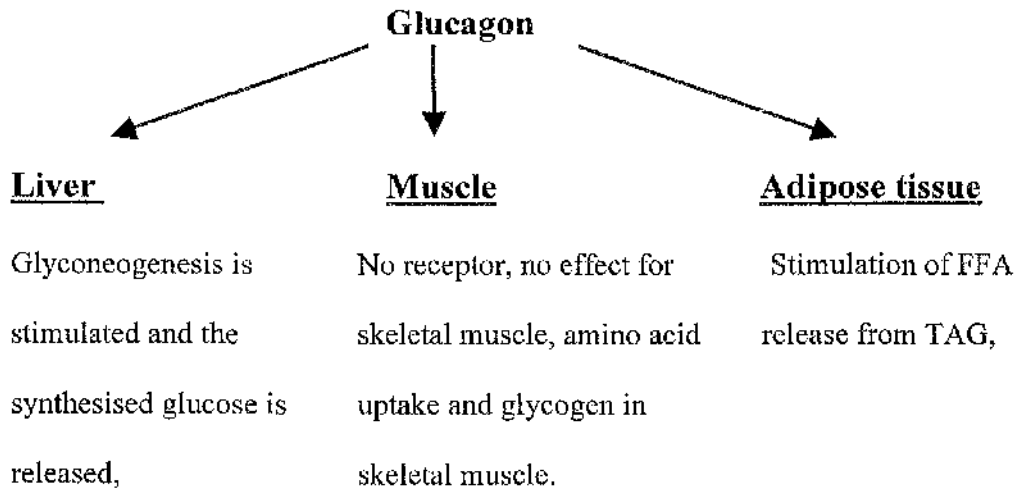 Glucagon
Liver
Glyconeogenesis is
stimulated and the
synthesised glucose is
released,
Muscle
No receptor, no effect for
skeletal muscle, amino acid
uptake and glycogen in
skeletal muscle.
Adipose tissue
Stimulation of FFA
release from TAG,